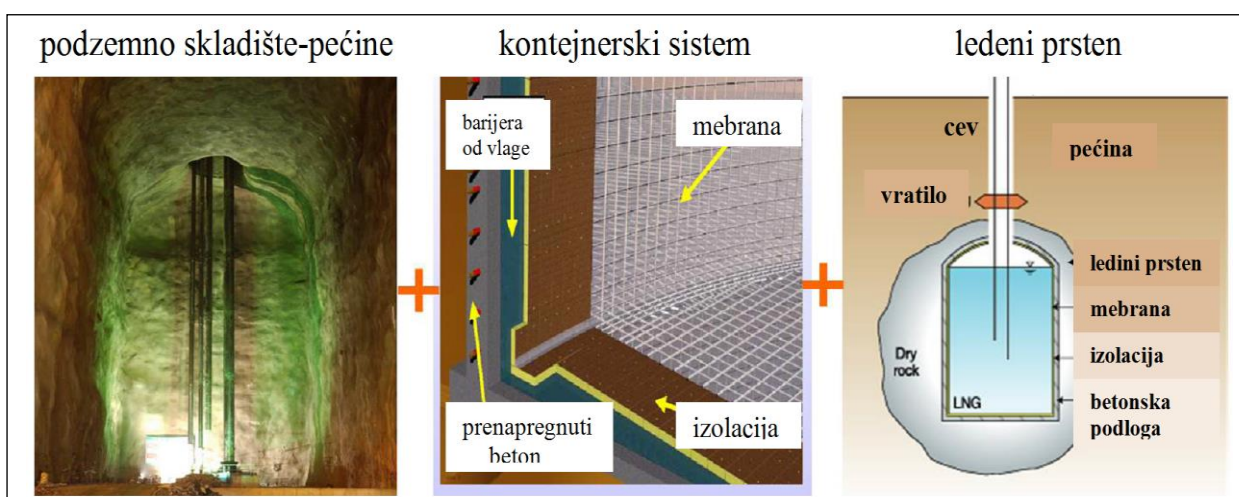 podzemno skladište-pećine
kontejnerski sistem
ledeni prsten
barijera
od vlage
mebrana
prenapregnuti
beton
izolacija
cev
pećina
vratilo
ledini prsten
mebrana
izolacija
betonska
podloga
Dry
rock
LNG